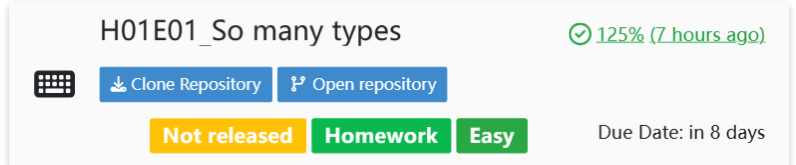 H01E01_So many types
125% (7 hours ago)
Clone Repository
Open repository
Not released
Homework
Easy
Due Date: in 8 days